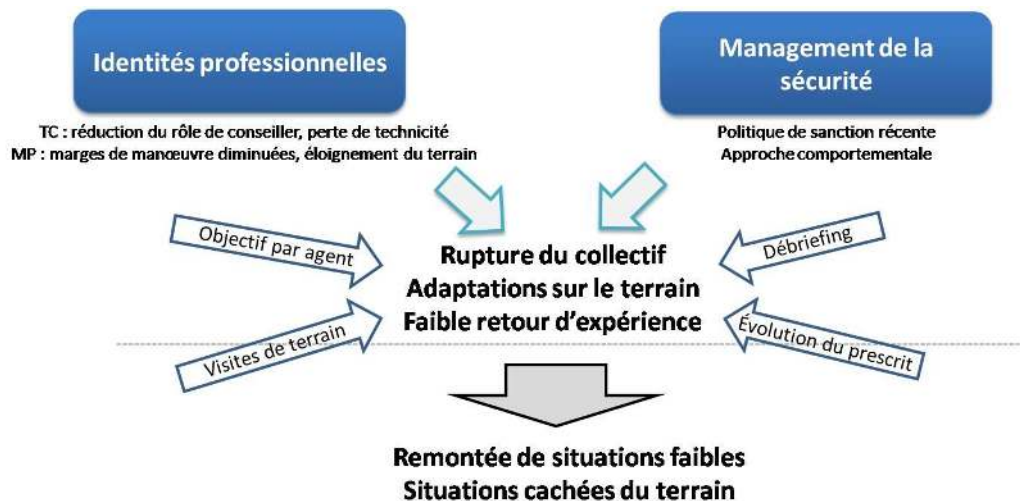 Identités professionnelles
Management de la
sécurité
TC : réduction du rôle de conseiller, perte de technicité
MP : marges de manœuvre diminuées, éloignement du terrain
Politique de sanction récente
Approche comportementale
Objectif par agent
Débriefing
Rupture du collectif
Adaptations sur le terrain
Faible retour d’expérience
Visites de terrain
Évolution du prescrit
Remontée de situations faibles
Situations cachées du terrain